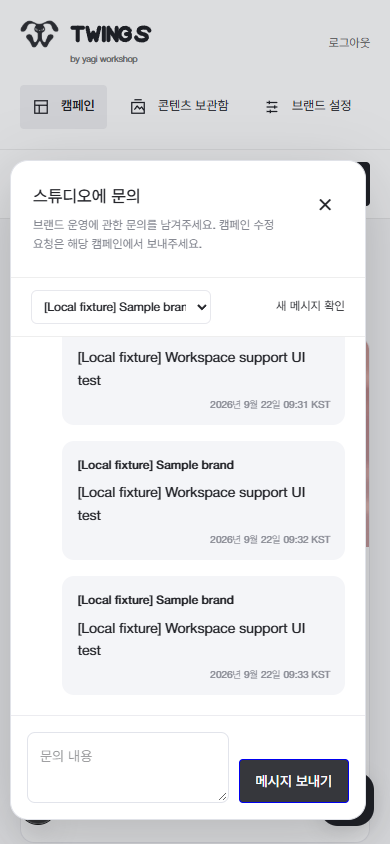 TWINGS
by yagi workshop
로그아웃
캠페인
콘텐츠 보관함
브랜드 설정
스튜디오에 문의
브랜드 운영에 관한 문의를 남겨주세요. 캠페인 수정
요청은 해당 캠페인에서 보내주세요.
[Local fixture] Sample bran
새 메시지 확인
[Local fixture] Workspace support UI
test
2026년 9월 22일 09:31 KST
[Local fixture] Sample brand
[Local fixture] Workspace support UI
test
2026년 9월 22일 09:32 KST
[Local fixture] Sample brand
[Local fixture] Workspace support UI
test
2026년 9월 22일 09:33 KST
문의 내용
메시지 보내기